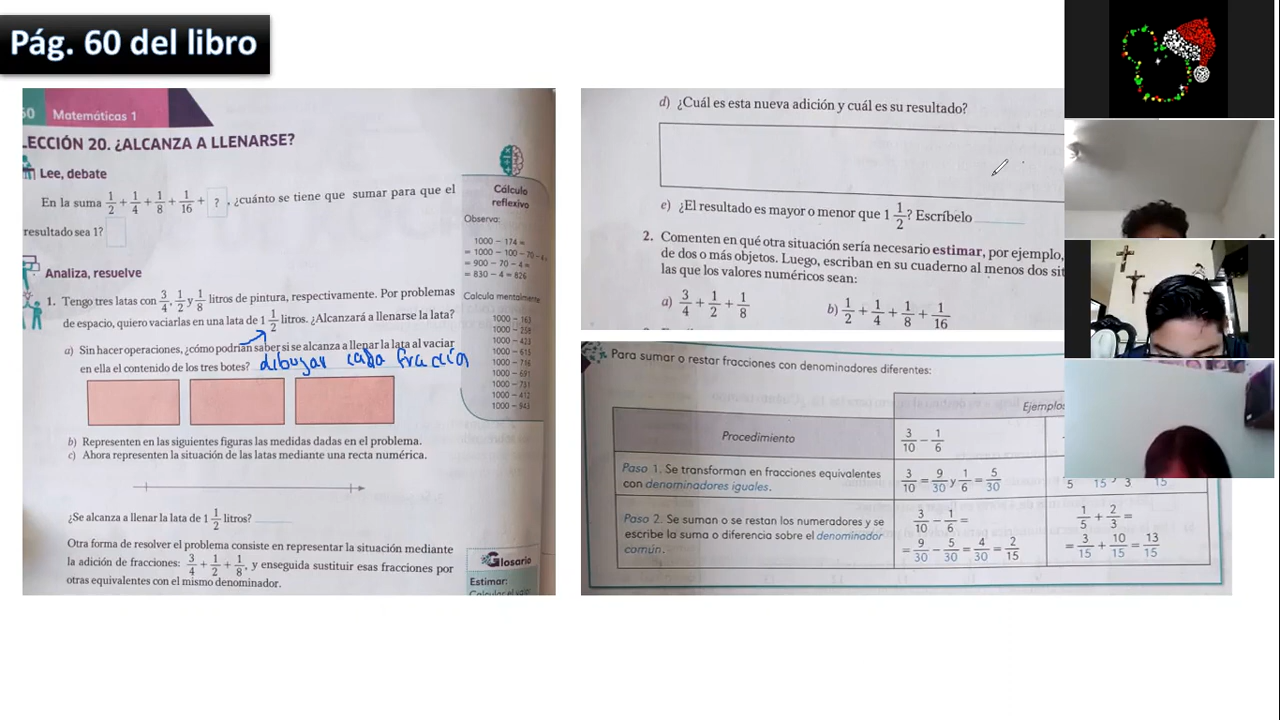 Pág. 60 del libro
60 Matemáticas 1
LECCIÓN 20. ¿ALCANZA A LLENARSE?
Lee, debate
En la suma 1/2 + 1/4 + 1/8 + 1/16 + ? , ¿cuánto se tiene que sumar para que el
resultado sea 1?
Analiza, resuelve
1. Tengo tres latas con 3/4, 1/2 y 1/8 litros de pintura, respectivamente. Por problemas
de espacio, quiero vaciarlas en una lata de 1 1/2 litros. ¿Alcanzará a llenarse la lata?
a) Sin hacer operaciones, ¿cómo podrían saber si se alcanza a llenar la lata al vaciar
en ella el contenido de los tres botes? dibujar cada fracción
b) Representen en las siguientes figuras las medidas dadas en el problema.
c) Ahora representen la situación de las latas mediante una recta numérica.
¿Se alcanza a llenar la lata de 1 1/2 litros?
Otra forma de resolver el problema consiste en representar la situación mediante
la adición de fracciones: 3/4 + 1/2 + 1/8, y enseguida sustituir esas fracciones por
otras equivalentes con el mismo denominador.
Cálculo
reflexivo
Observa:
1000 – 174 =
= 1000 – 100 – 70 – 4
= 900 – 70 – 4 =
= 830 – 4 = 826
Calcula mentalmente
1000 – 163
1000 – 258
1000 – 423
1000 – 615
1000 – 716
1000 – 691
1000 – 731
1000 – 412
1000 – 943
Glosario
Estimar:
d) ¿Cuál es esta nueva adición y cuál es su resultado?
e) ¿El resultado es mayor o menor que 1 1/2? Escríbelo
2. Comenten en qué otra situación sería necesario estimar, por ejemplo,
de dos o más objetos. Luego, escriban en su cuaderno al menos dos sit
las que los valores numéricos sean:
a) 3/4 + 1/2 + 1/8 b) 1/2 + 1/4 + 1/8 + 1/16
Para sumar o restar fracciones con denominadores diferentes:
Procedimiento
Ejemplos
3/10 – 1/6
Paso 1. Se transforman en fracciones equivalentes
con denominadores iguales.
3/10 = 9/30 y 1/6 = 5/30
5 15 3 15
Paso 2. Se suman o se restan los numeradores y se
escribe la suma o diferencia sobre el denominador
común.
3/10 – 1/6 =
= 9/30 – 5/30 = 4/30 = 2/15
1/5 + 2/3 =
= 3/15 + 10/15 = 13/15